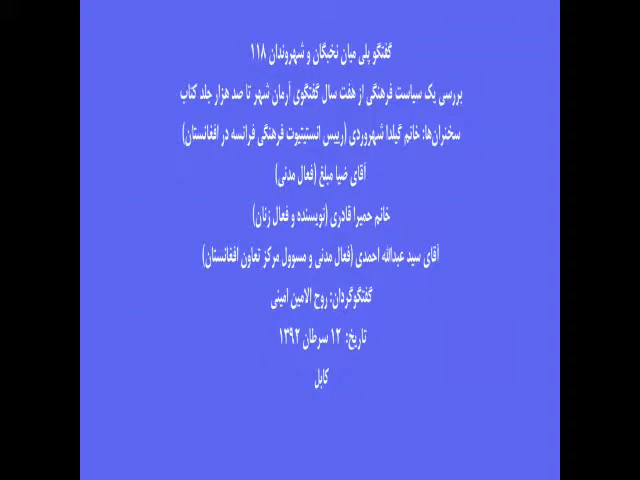 گفتگو پلی میان نخبگان و شهروندان ۱۱۸
بررسی یک سیاست فرهنگی از هفت سال گفتگوی آرمان شهر تا صد هزار جلد کتاب
سخنران‌ها: خانم گیلدا شهروردی (رییس انستیتیوت فرهنگی فرانسه در افغانستان)
آقای ضیا مبلغ (فعال مدنی)
خانم حمیرا قادری (نویسنده و فعال زنان)
آقای سید عبدالله احمدی (فعال مدنی و مسوول مرکز تعاون افغانستان)
گفتگوگردان: روح الامین امینی
تاریخ: ۱۲ سرطان ۱۳۹۲
کابل